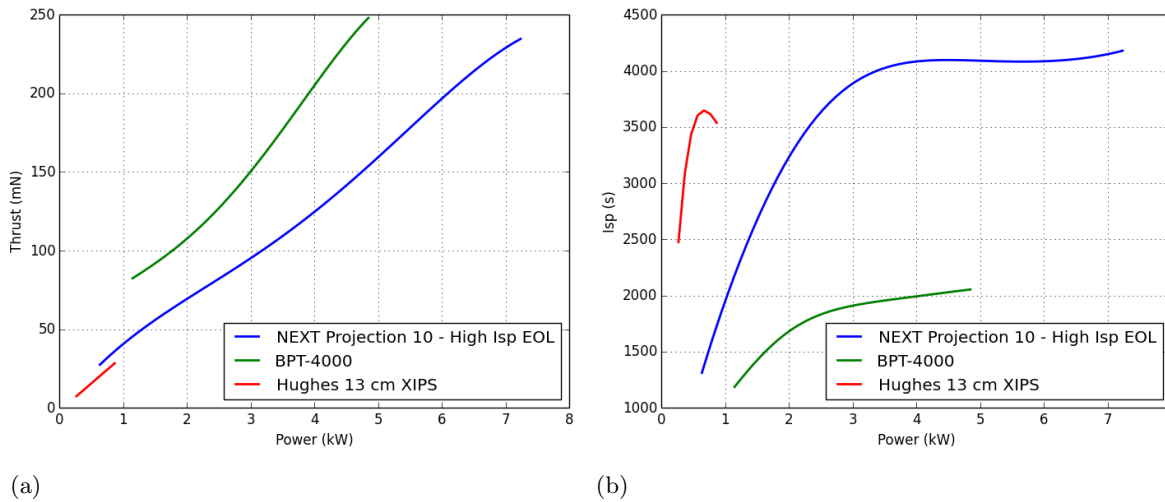 250
200
150
100
50
0
Thrust (mN)
0 1 2 3 4 5 6 7 8
Power (kW)
NEXT Projection 10 - High Isp EOL
BPT-4000
Hughes 13 cm XIPS
(a)
4500
4000
3500
3000
2500
2000
1500
1000
Isp (s)
0 1 2 3 4 5 6 7
Power (kW)
NEXT Projection 10 - High Isp EOL
BPT-4000
Hughes 13 cm XIPS
(b)